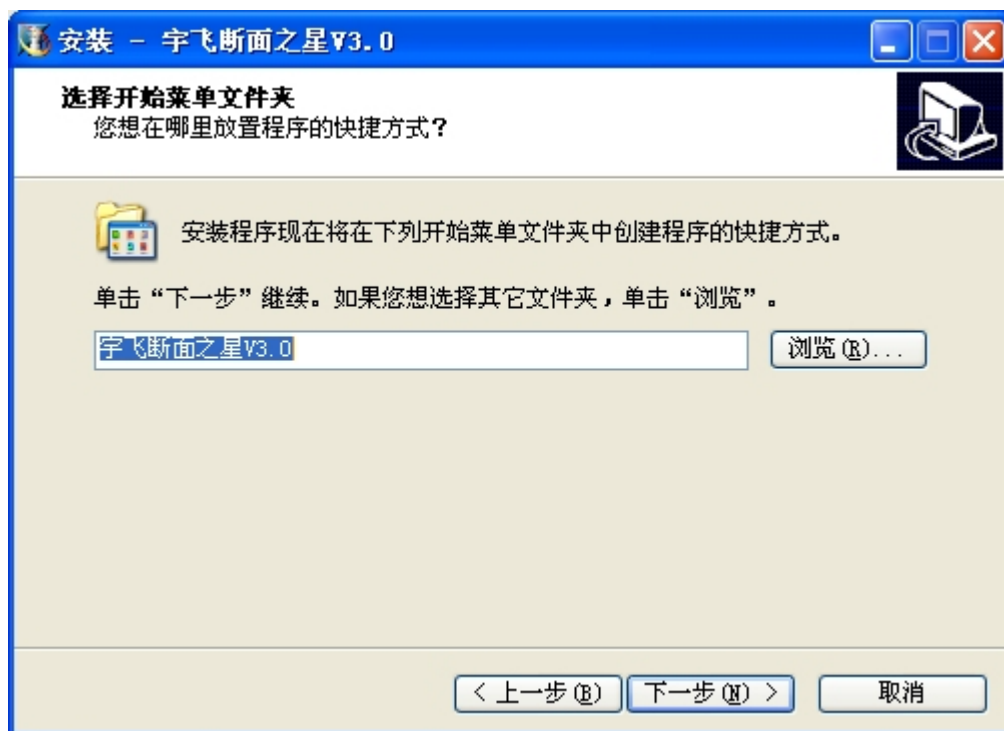 安装 - 宇飞断面之星V3.0
选择开始菜单文件夹
您想在哪里放置程序的快捷方式?
安装程序现在将在下列开始菜单文件夹中创建程序的快捷方式。
单击“下一步”继续。如果您想选择其它文件夹，单击“浏览”。
宇飞断面之星V3.0
浏览(R)...
< 上一步(B)
下一步(N) >
取消